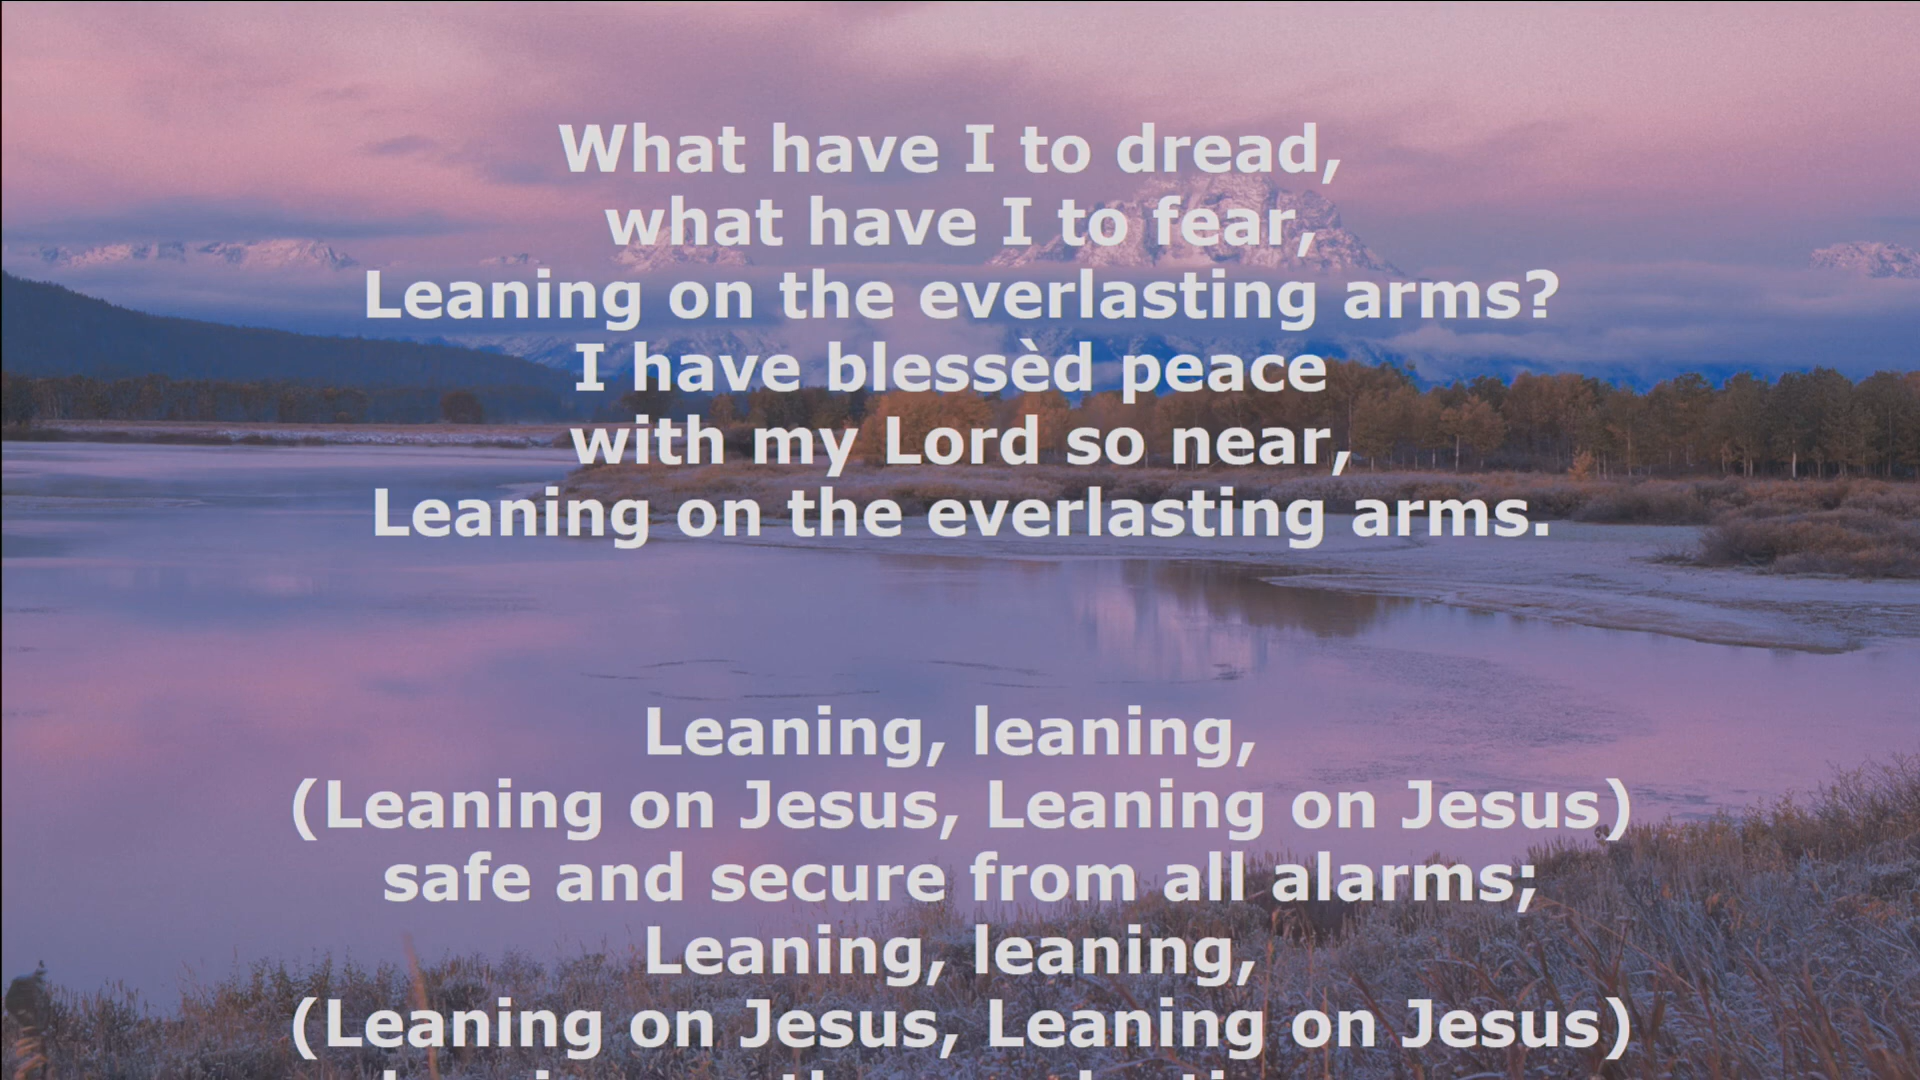 What have I to dread,
what have I to fear,
Leaning on the everlasting arms?
I have blessèd peace
with my Lord so near,
Leaning on the everlasting arms.
Leaning, leaning,
(Leaning on Jesus, Leaning on Jesus)
safe and secure from all alarms;
Leaning, leaning,
(Leaning on Jesus, Leaning on Jesus)